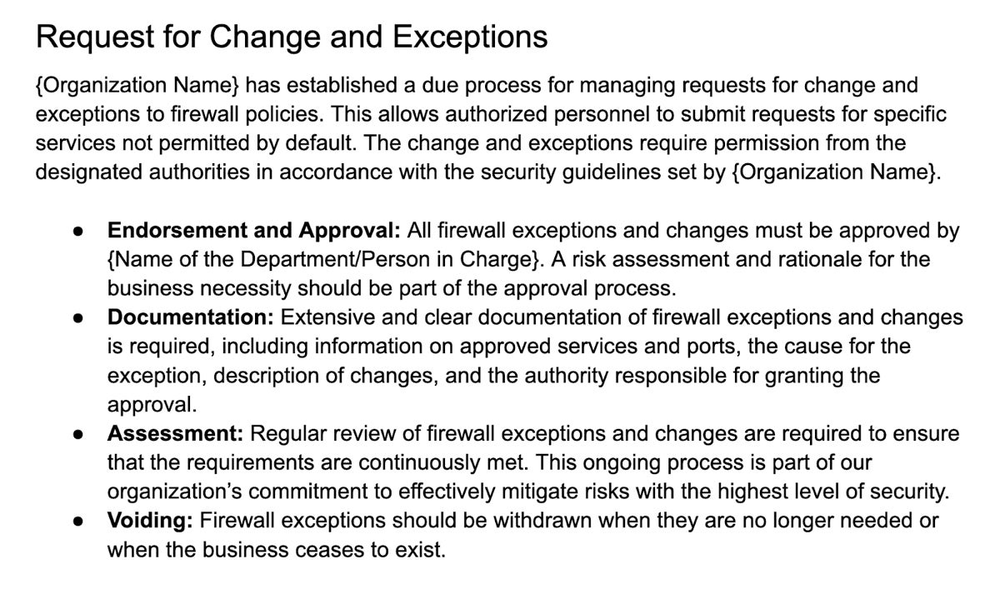 Request for Change and Exceptions
{Organization Name} has established a due process for managing requests for change and
exceptions to firewall policies. This allows authorized personnel to submit requests for specific
services not permitted by default. The change and exceptions require permission from the
designated authorities in accordance with the security guidelines set by {Organization Name}.
● Endorsement and Approval: All firewall exceptions and changes must be approved by
{Name of the Department/Person in Charge}. A risk assessment and rationale for the
business necessity should be part of the approval process.
● Documentation: Extensive and clear documentation of firewall exceptions and changes
is required, including information on approved services and ports, the cause for the
exception, description of changes, and the authority responsible for granting the
approval.
● Assessment: Regular review of firewall exceptions and changes are required to ensure
that the requirements are continuously met. This ongoing process is part of our
organization’s commitment to effectively mitigate risks with the highest level of security.
● Voiding: Firewall exceptions should be withdrawn when they are no longer needed or
when the business ceases to exist.